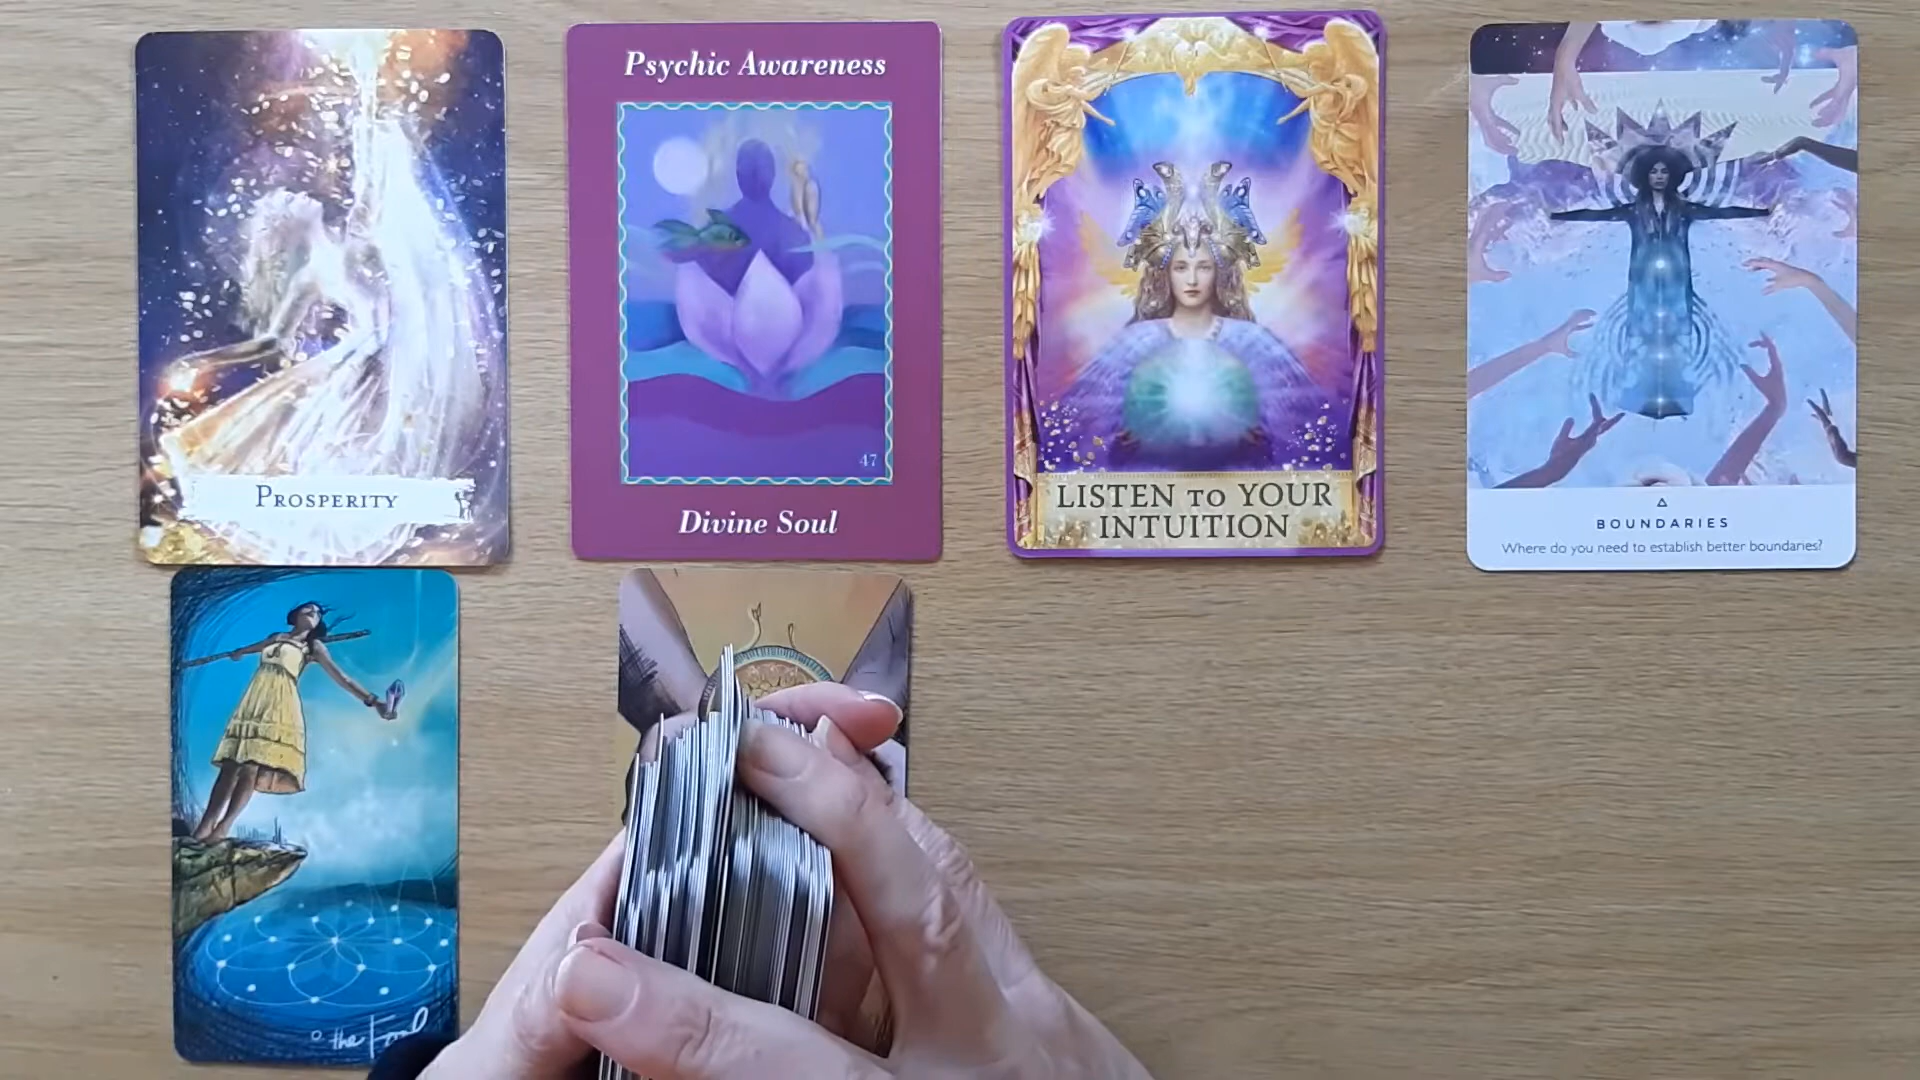 PROSPERITY
Psychic Awareness
47
Divine Soul
LISTEN TO YOUR
INTUITION
BOUNDARIES
Where do you need to establish better boundaries?
0 the Fool